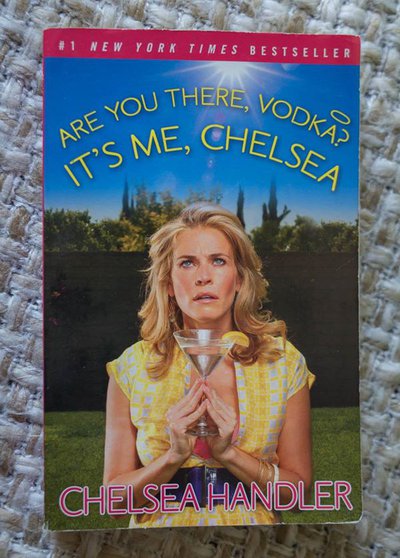 #1 NEW YORK TIMES BESTSELLER
ARE YOU THERE, VODKA?
IT'S ME, CHELSEA
CHELSEA HANDLER